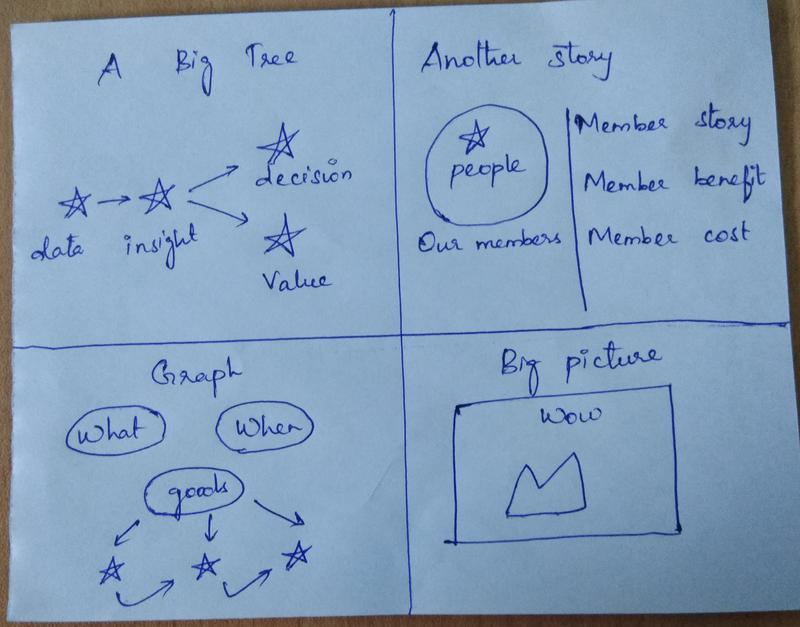 A Big Tree
decision
data insight
Value
Another story
people
Our members
Member story
Member benefit
Member cost
Graph
What
When
goods
Big picture
Wow